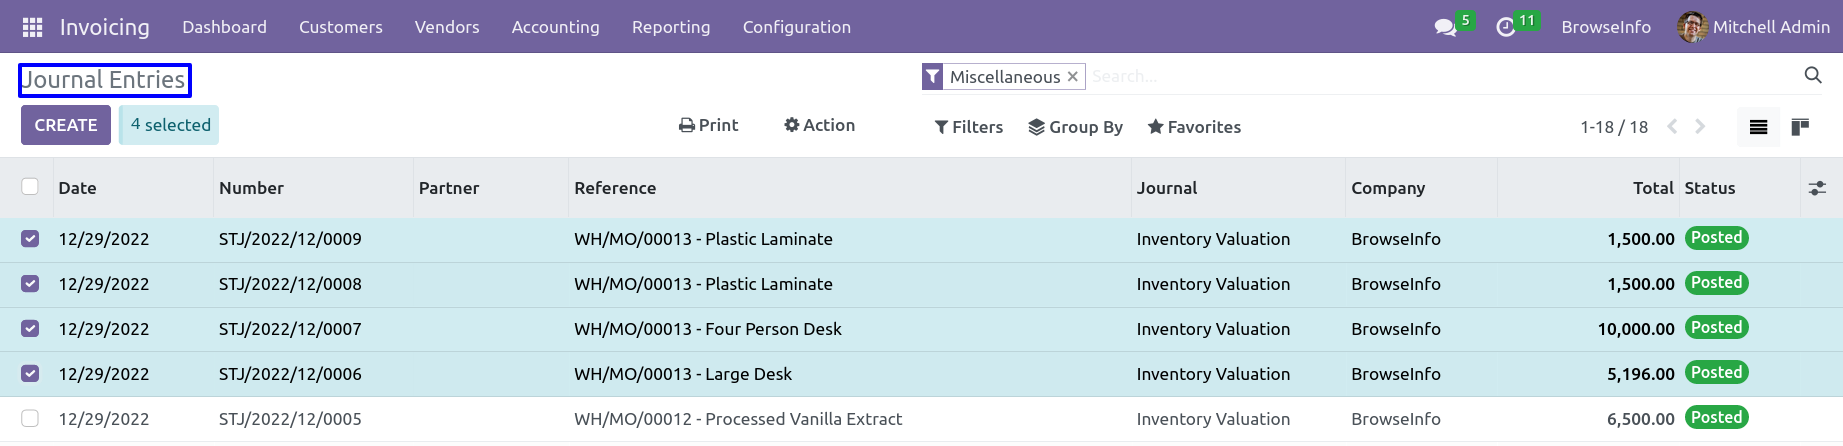 Invoicing Dashboard Customers Vendors Accounting Reporting Configuration 5 11 BrowseInfo Mitchell Admin
Journal Entries Miscellaneous × Search...
CREATE 4 selected Print Action Filters Group By Favorites 1-18 / 18
Date Number Partner Reference Journal Company Total Status
12/29/2022 STJ/2022/12/0009 WH/MO/00013 - Plastic Laminate Inventory Valuation BrowseInfo 1,500.00 Posted
12/29/2022 STJ/2022/12/0008 WH/MO/00013 - Plastic Laminate Inventory Valuation BrowseInfo 1,500.00 Posted
12/29/2022 STJ/2022/12/0007 WH/MO/00013 - Four Person Desk Inventory Valuation BrowseInfo 10,000.00 Posted
12/29/2022 STJ/2022/12/0006 WH/MO/00013 - Large Desk Inventory Valuation BrowseInfo 5,196.00 Posted
12/29/2022 STJ/2022/12/0005 WH/MO/00012 - Processed Vanilla Extract Inventory Valuation BrowseInfo 6,500.00 Posted